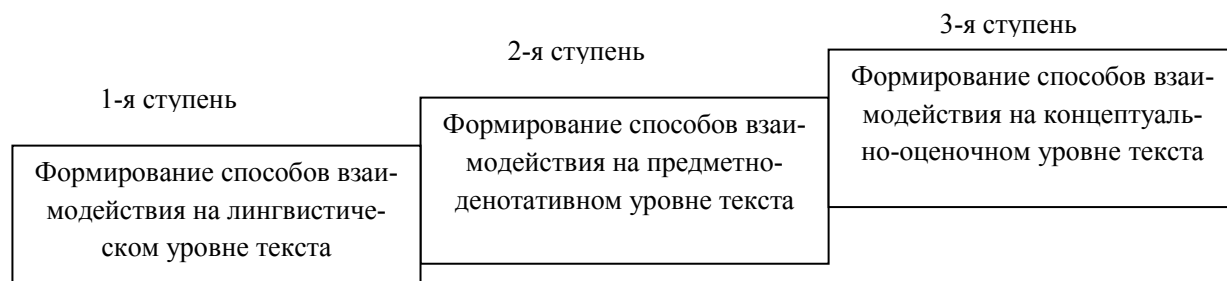 1-я ступень
Формирование способов взаи-
модействия на лингвистиче-
ском уровне текста
2-я ступень
Формирование способов взаи-
модействия на предметно-
денотативном уровне текста
3-я ступень
Формирование способов взаи-
модействия на концептуаль-
но-оценочном уровне текста